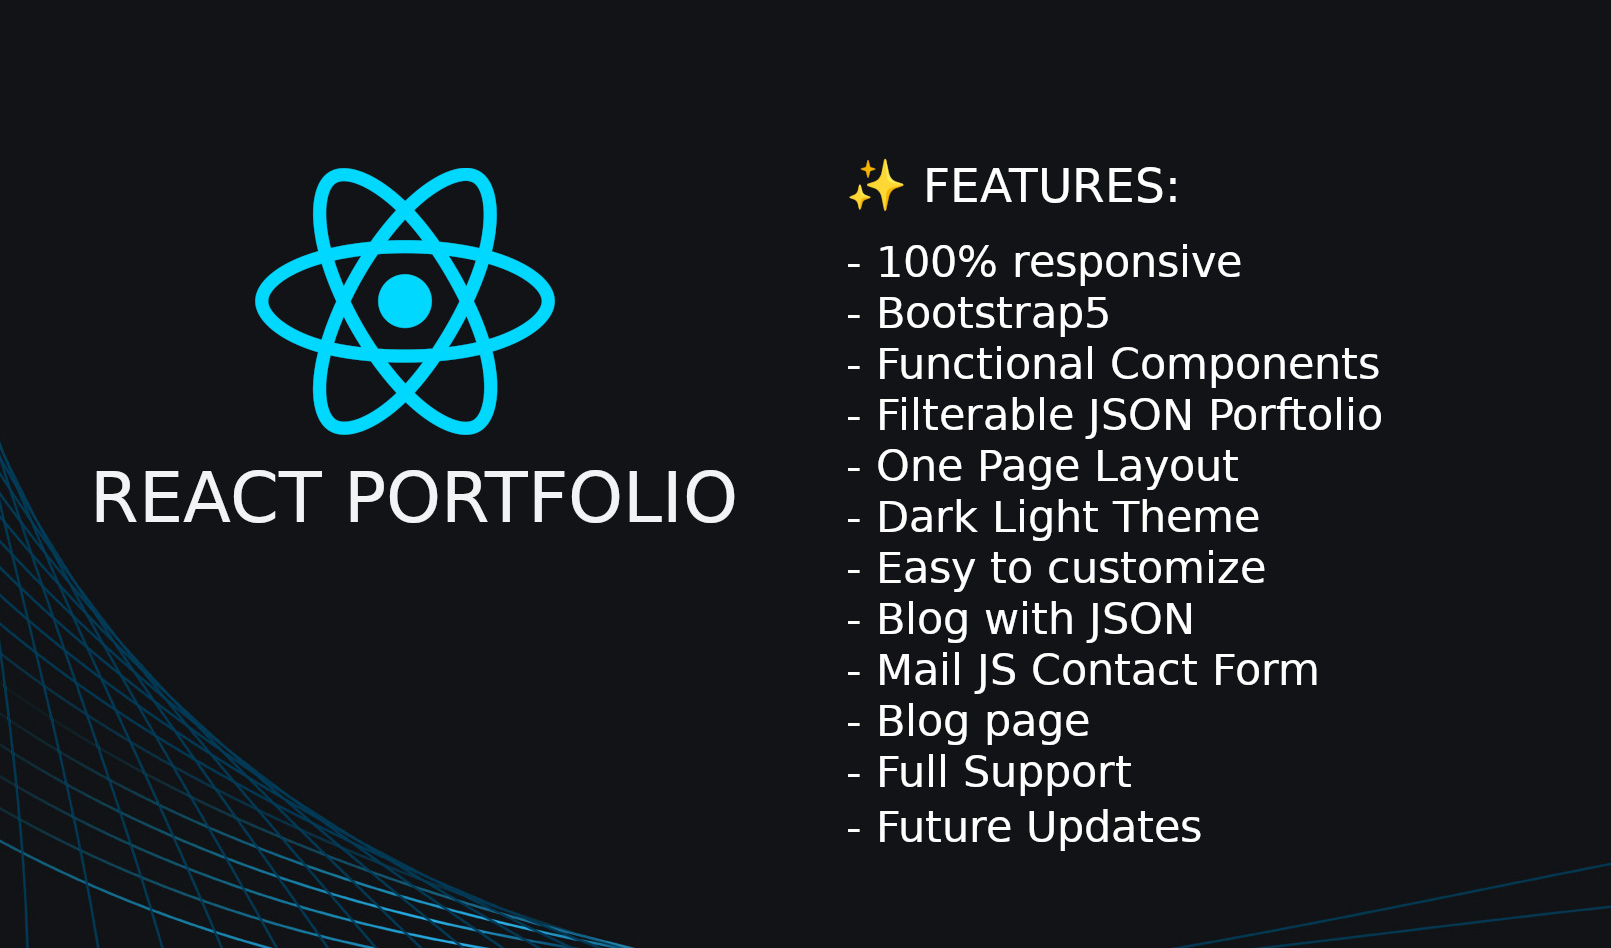 REACT PORTFOLIO
✨ FEATURES:
- 100% responsive
- Bootstrap5
- Functional Components
- Filterable JSON Porftolio
- One Page Layout
- Dark Light Theme
- Easy to customize
- Blog with JSON
- Mail JS Contact Form
- Blog page
- Full Support
- Future Updates